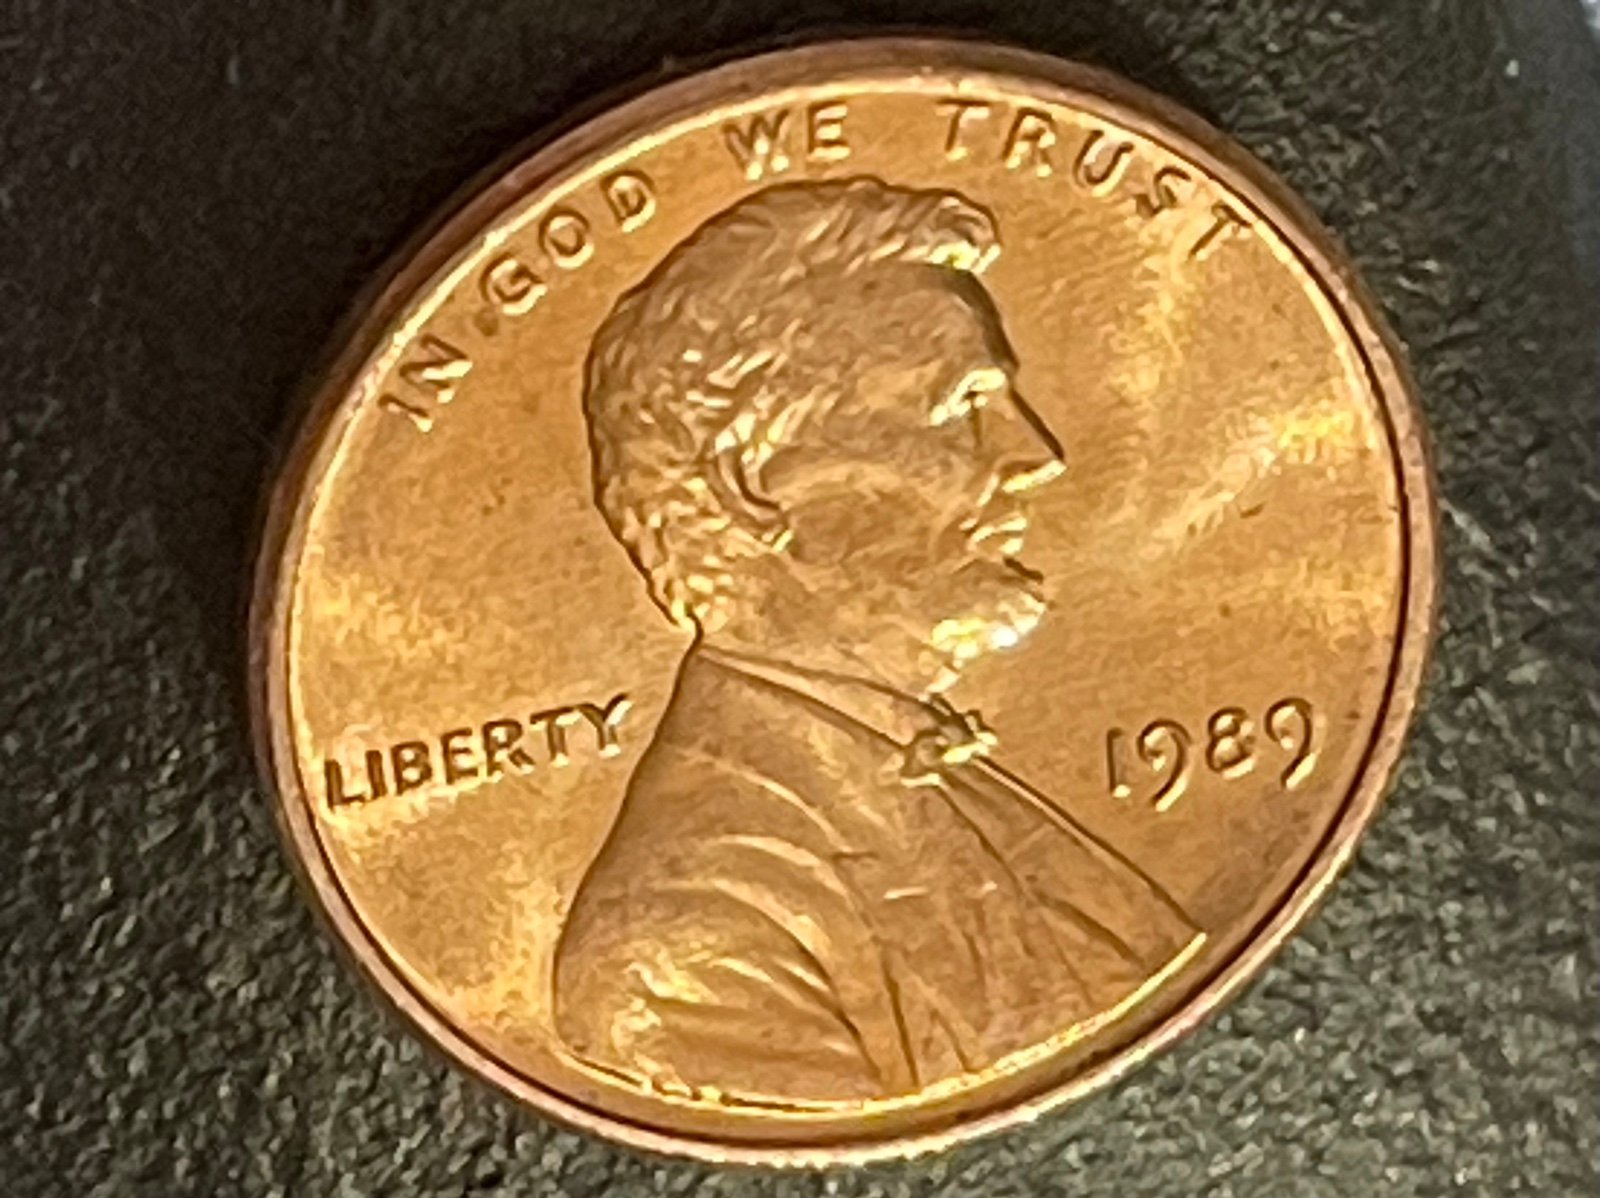 IN GOD WE TRUST
LIBERTY
1989